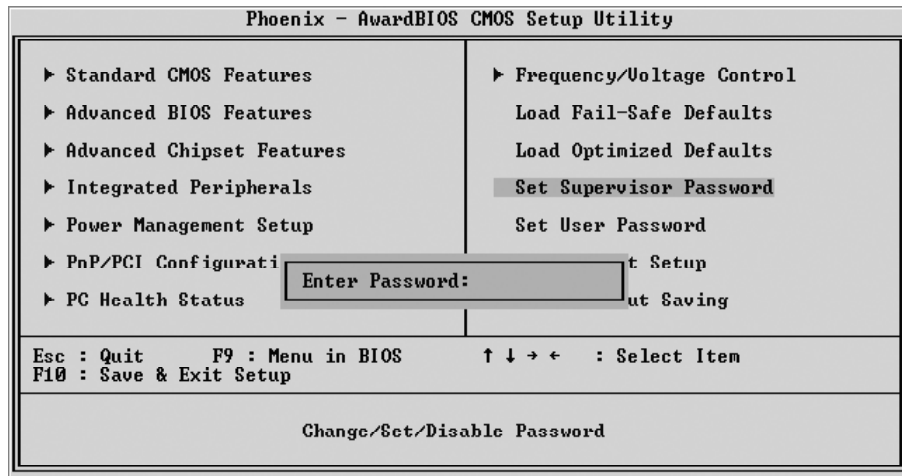 Phoenix - AwardBIOS CMOS Setup Utility
Standard CMOS Features
Advanced BIOS Features
Advanced Chipset Features
Integrated Peripherals
Power Management Setup
PnP/PCI Configurati
PC Health Status
Frequency/Voltage Control
Load Fail-Safe Defaults
Load Optimized Defaults
Set Supervisor Password
Set User Password
t Setup
ut Saving
Enter Password:
Esc : Quit F9 : Menu in BIOS ↑ ↓ → ← : Select Item
F10 : Save & Exit Setup
Change/Set/Disable Password